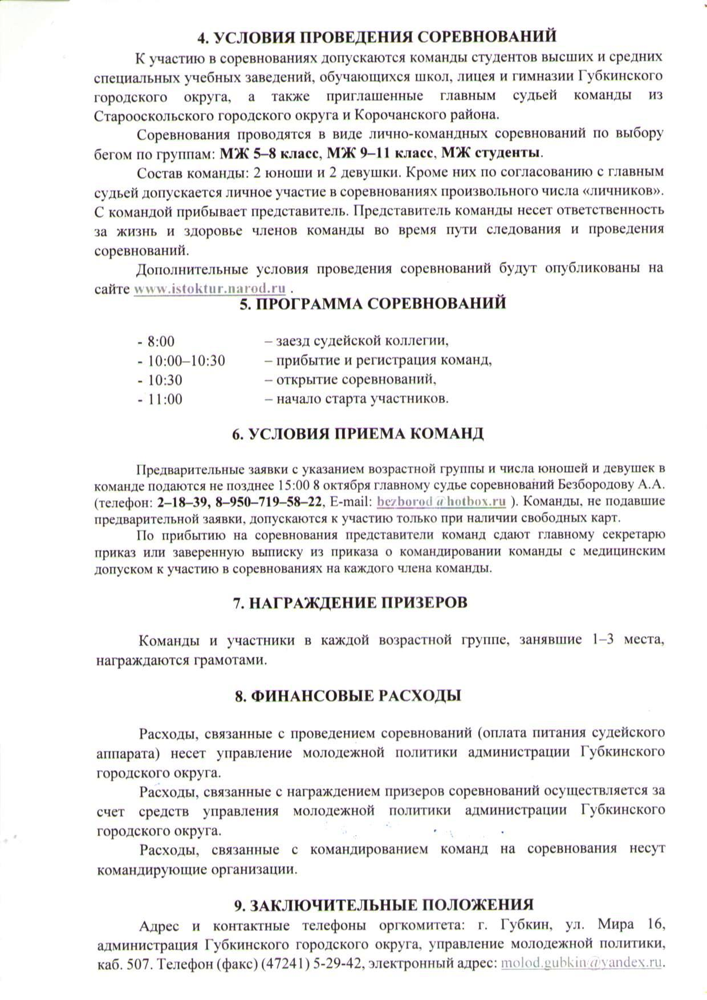 4. УСЛОВИЯ ПРОВЕДЕНИЯ СОРЕВНОВАНИЙ
К участию в соревнованиях допускаются команды студентов высших и средних
специальных учебных заведений, обучающихся школ, лицея и гимназии Губкинского
городского округа, а также приглашенные главным судьей команды из
Старооскольского городского округа и Корочанского района.
Соревнования проводятся в виде лично-командных соревнований по выбору
бегом по группам: МЖ 5–8 класс, МЖ 9–11 класс, МЖ студенты.
Состав команды: 2 юноши и 2 девушки. Кроме них по согласованию с главным
судьей допускается личное участие в соревнованиях произвольного числа «личников».
С командой прибывает представитель. Представитель команды несет ответственность
за жизнь и здоровье членов команды во время пути следования и проведения
соревнований.
Дополнительные условия проведения соревнований будут опубликованы на
сайте www.istoktur.narod.ru .
5. ПРОГРАММА СОРЕВНОВАНИЙ
- 8:00 – заезд судейской коллегии,
- 10:00–10:30 – прибытие и регистрация команд,
- 10:30 – открытие соревнований,
- 11:00 – начало старта участников.
6. УСЛОВИЯ ПРИЕМА КОМАНД
Предварительные заявки с указанием возрастной группы и числа юношей и девушек в
команде подаются не позднее 15:00 8 октября главному судье соревнований Безбородову А.А.
(телефон: 2–18–39, 8–950–719–58–22, E-mail: bezborod@hotbox.ru ). Команды, не подавшие
предварительной заявки, допускаются к участию только при наличии свободных карт.
По прибытию на соревнования представители команд сдают главному секретарю
приказ или заверенную выписку из приказа о командировании команды с медицинским
допуском к участию в соревнованиях на каждого члена команды.
7. НАГРАЖДЕНИЕ ПРИЗЕРОВ
Команды и участники в каждой возрастной группе, занявшие 1–3 места,
награждаются грамотами.
8. ФИНАНСОВЫЕ РАСХОДЫ
Расходы, связанные с проведением соревнований (оплата питания судейского
аппарата) несет управление молодежной политики администрации Губкинского
городского округа.
Расходы, связанные с награждением призеров соревнований осуществляется за
счет средств управления молодежной политики администрации Губкинского
городского округа.
Расходы, связанные с командированием команд на соревнования несут
командирующие организации.
9. ЗАКЛЮЧИТЕЛЬНЫЕ ПОЛОЖЕНИЯ
Адрес и контактные телефоны оргкомитета: г. Губкин, ул. Мира 16,
администрация Губкинского городского округа, управление молодежной политики,
каб. 507. Телефон (факс) (47241) 5-29-42, электронный адрес: molod.gubkin@yandex.ru.